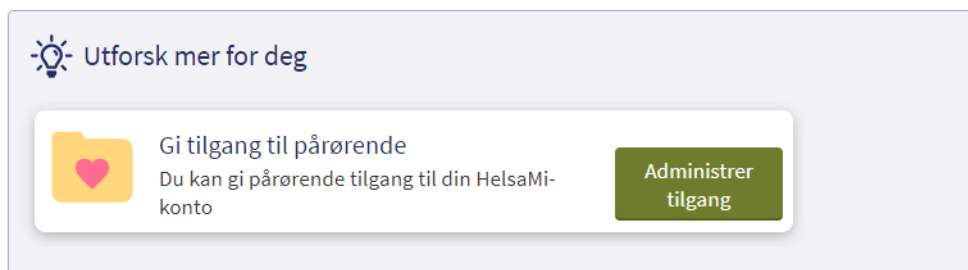 Utforsk mer for deg
Gi tilgang til pårørende
Du kan gi pårørende tilgang til din HelsaMi-
konto
Administrer
tilgang